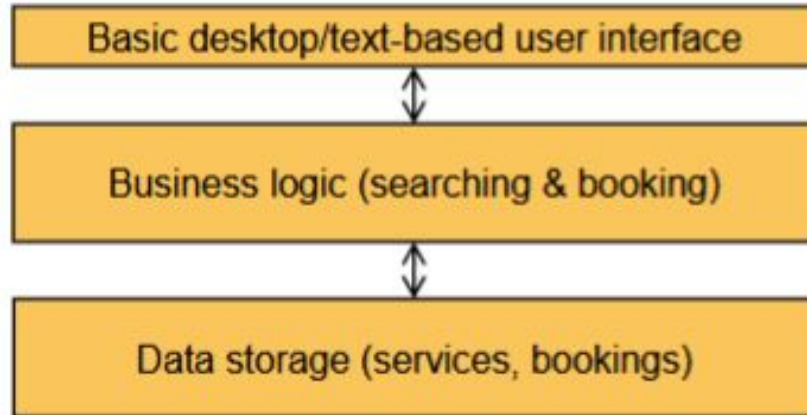 Basic desktop/text-based user interface
Business logic (searching & booking)
Data storage (services, bookings)